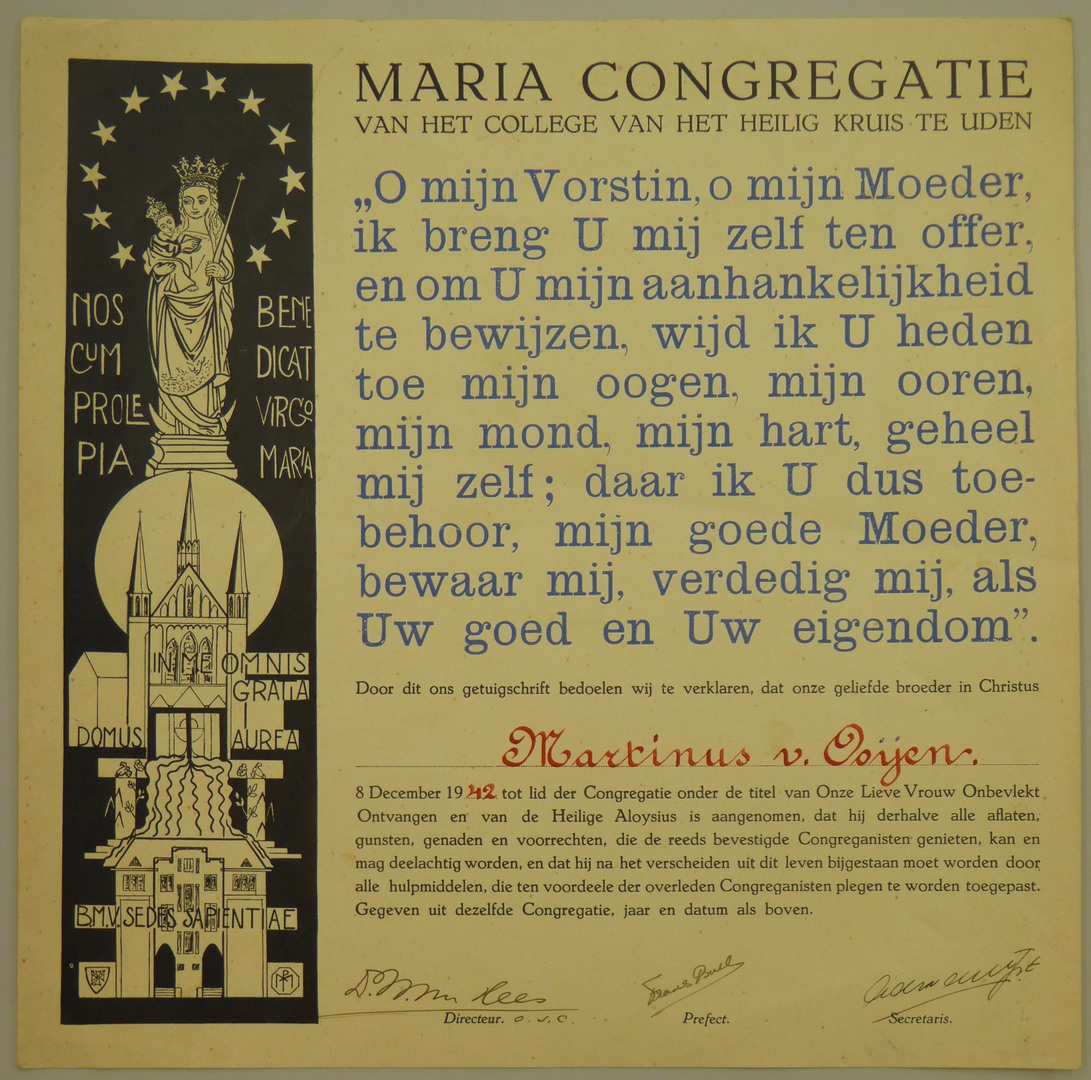 MARIA CONGREGATIE
VAN HET COLLEGE VAN HET HEILIG KRUIS TE UDEN
„O mijn Vorstin, o mijn Moeder,
ik breng U mij zelf ten offer,
en om U mijn aanhankelijkheid
te bewijzen, wijd ik U heden
toe mijn oogen, mijn ooren,
mijn mond, mijn hart, geheel
mij zelf; daar ik U dus toe-
behoor, mijn goede Moeder,
bewaar mij, verdedig mij, als
Uw goed en Uw eigendom”.
Door dit ons getuigschrift bedoelen wij te verklaren, dat onze geliefde broeder in Christus
Martinus v. Ooijen.
8 December 1942 tot lid der Congregatie onder de titel van Onze Lieve Vrouw Onbevlekt
Ontvangen en van de Heilige Aloysius is aangenomen, dat hij derhalve alle aflaten,
gunsten, genaden en voorrechten, die de reeds bevestigde Congreganisten genieten, kan en
mag deelachtig worden, en dat hij na het verscheiden uit dit leven bijgestaan moet worden door
alle hulpmiddelen, die ten voordeele der overleden Congreganisten plegen te worden toegepast.
Gegeven uit dezelfde Congregatie, jaar en datum als boven.
Directeur. o.s.c. Prefect. Secretaris.
NOS
CUM
PROLE
PIA
BENE
DICAT
VIRGO
MARIA
IN ME OMNIS
GRATIA
DOMUS AUREA
B.M.V. SEDES SAPIENTIAE